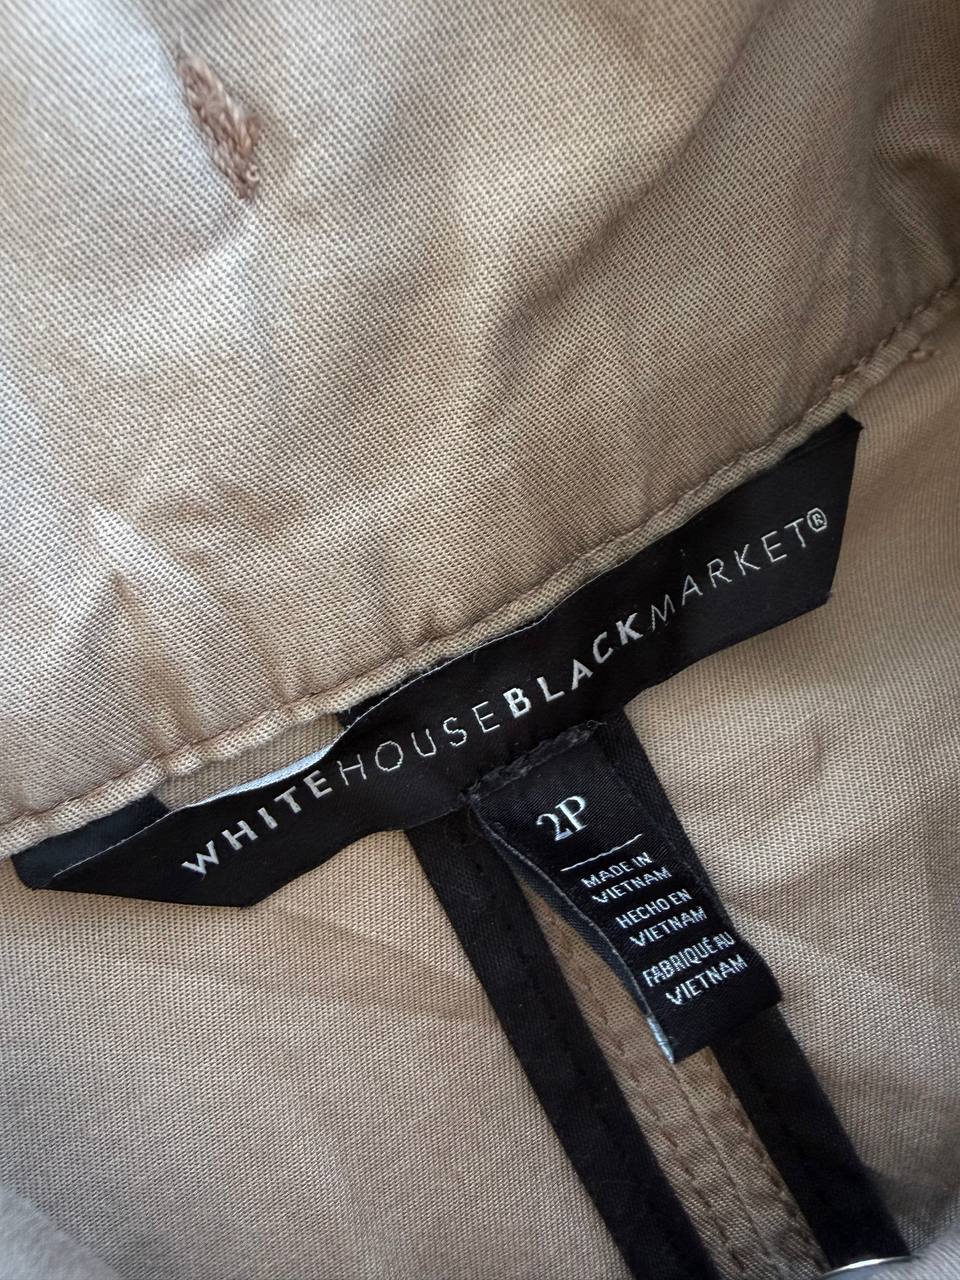 WHITEHOUSEBLACKMARKET®
2P
MADE IN
VIETNAM
HECHO EN
VIETNAM
FABRIQUÉ AU
VIETNAM